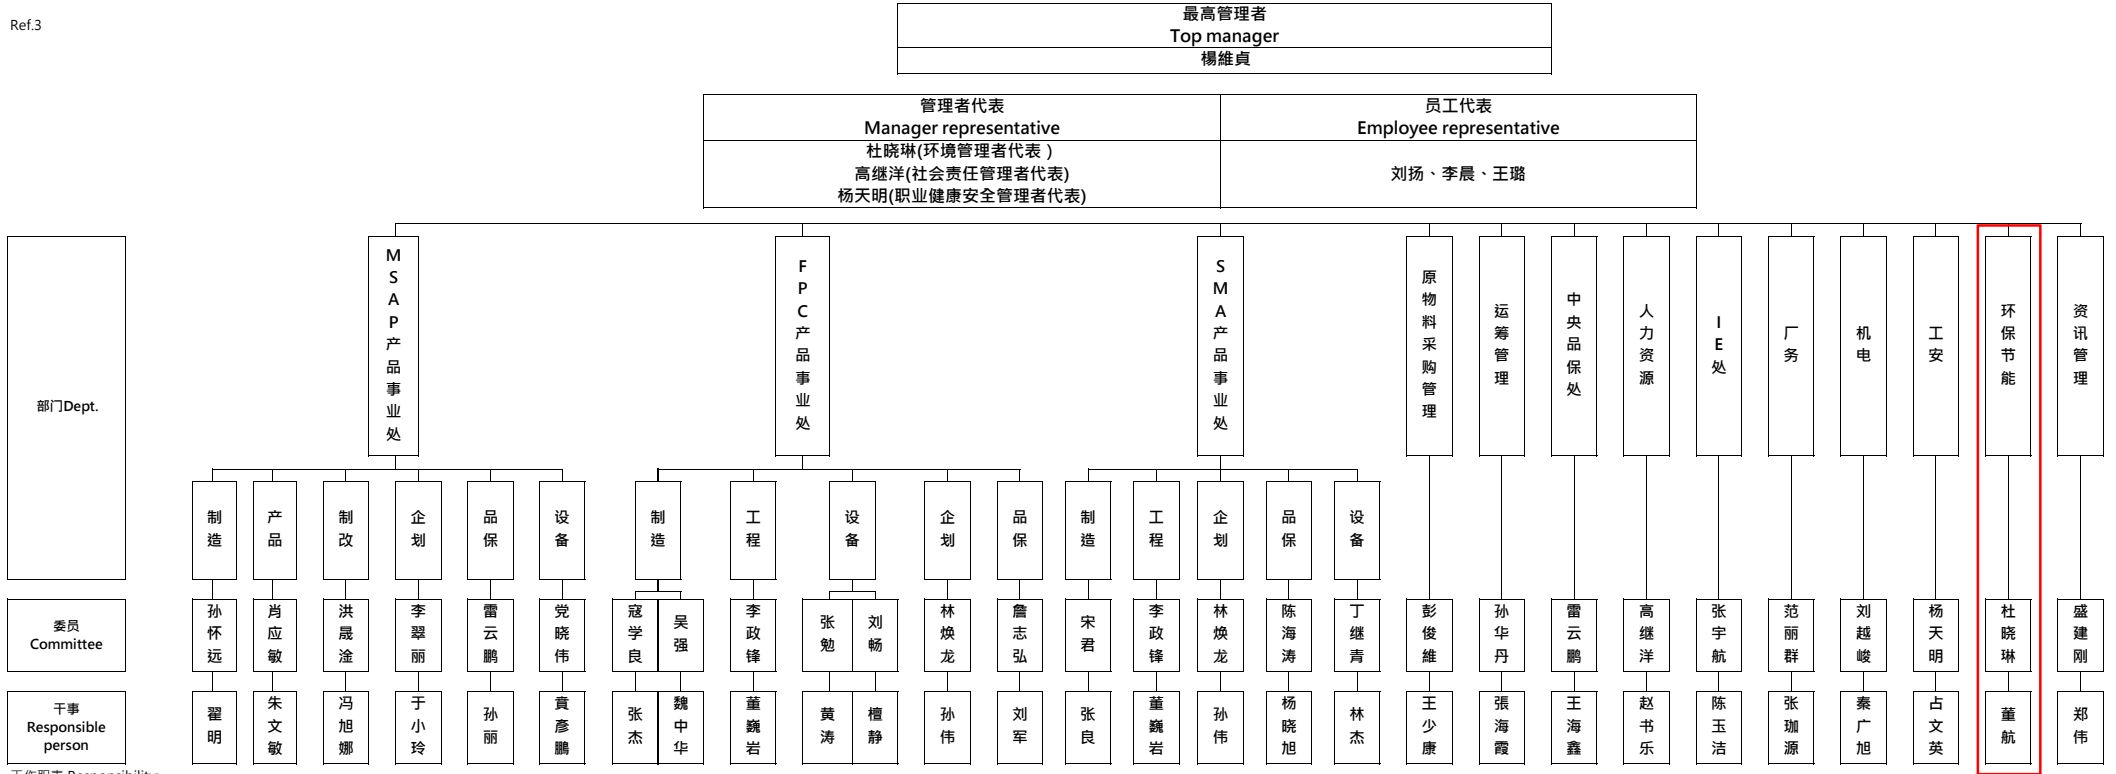 Ref.3
最高管理者
Top manager
楊維貞
管理者代表
Manager representative
员工代表
Employee representative
杜晓琳(环境管理者代表)
高继洋(社会责任管理者代表)
杨天明(职业健康安全管理者代表)
刘扬、李晨、王璐
部门Dept.
MSAP产品事业处
FPC产品事业处
SMA产品事业处
原物料采购管理
运筹管理
中央品保处
人力资源
IE处
厂务
机电
工安
环保节能
资讯管理
制造
产品
制改
企划
品保
设备
制造
工程
设备
企划
品保
制造
工程
企划
品保
设备
委员
Committee
孙怀远
肖应敏
洪晟淦
李翠丽
雷云鹏
党晓伟
寇学良
吴强
李政锋
张勉
刘畅
林焕龙
詹志弘
宋君
李政锋
林焕龙
陈海涛
丁继青
彭俊維
孙华丹
雷云鹏
高继洋
张宇航
范丽群
刘越峻
杨天明
杜晓琳
盛建刚
干事
Responsible
person
翟明
朱文敏
冯旭娜
于小玲
孙丽
賁彥鵬
张杰
魏中华
董巍岩
黄涛
檀静
孙伟
刘军
张良
董巍岩
孙伟
杨晓旭
林杰
王少康
張海霞
王海鑫
赵书乐
陈玉洁
张珈源
秦广旭
占文英
董航
郑伟